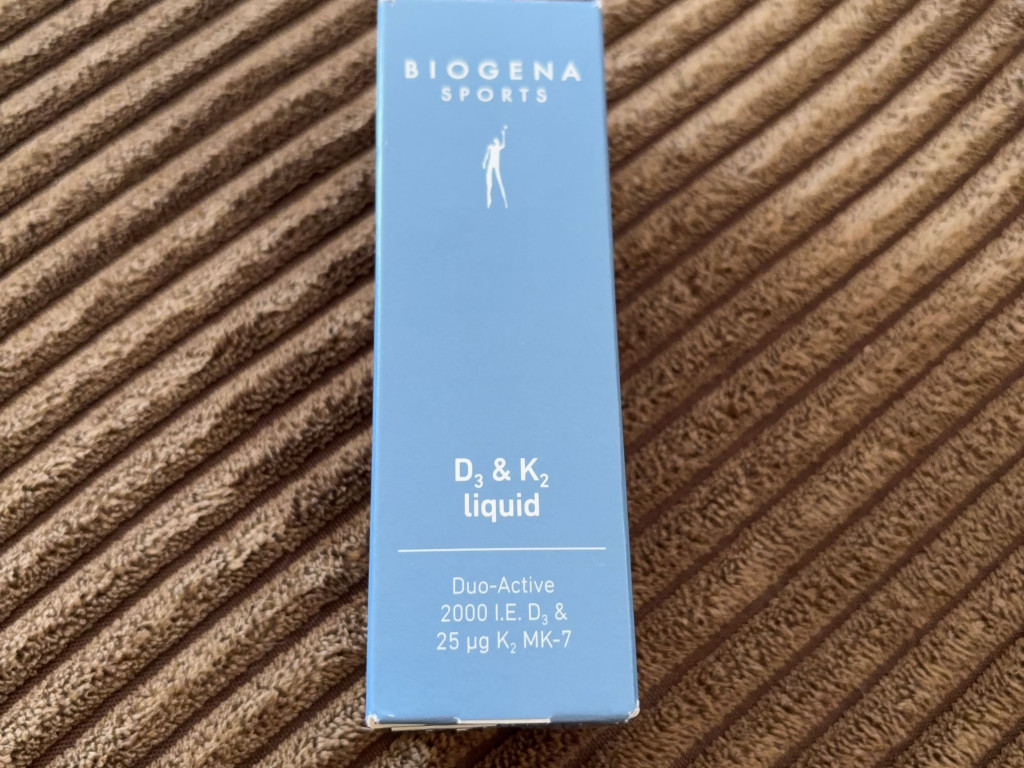 BIOGENA
SPORTS
D₃ & K₂
liquid
Duo-Active
2000 I.E. D₃ &
25 µg K₂ MK-7